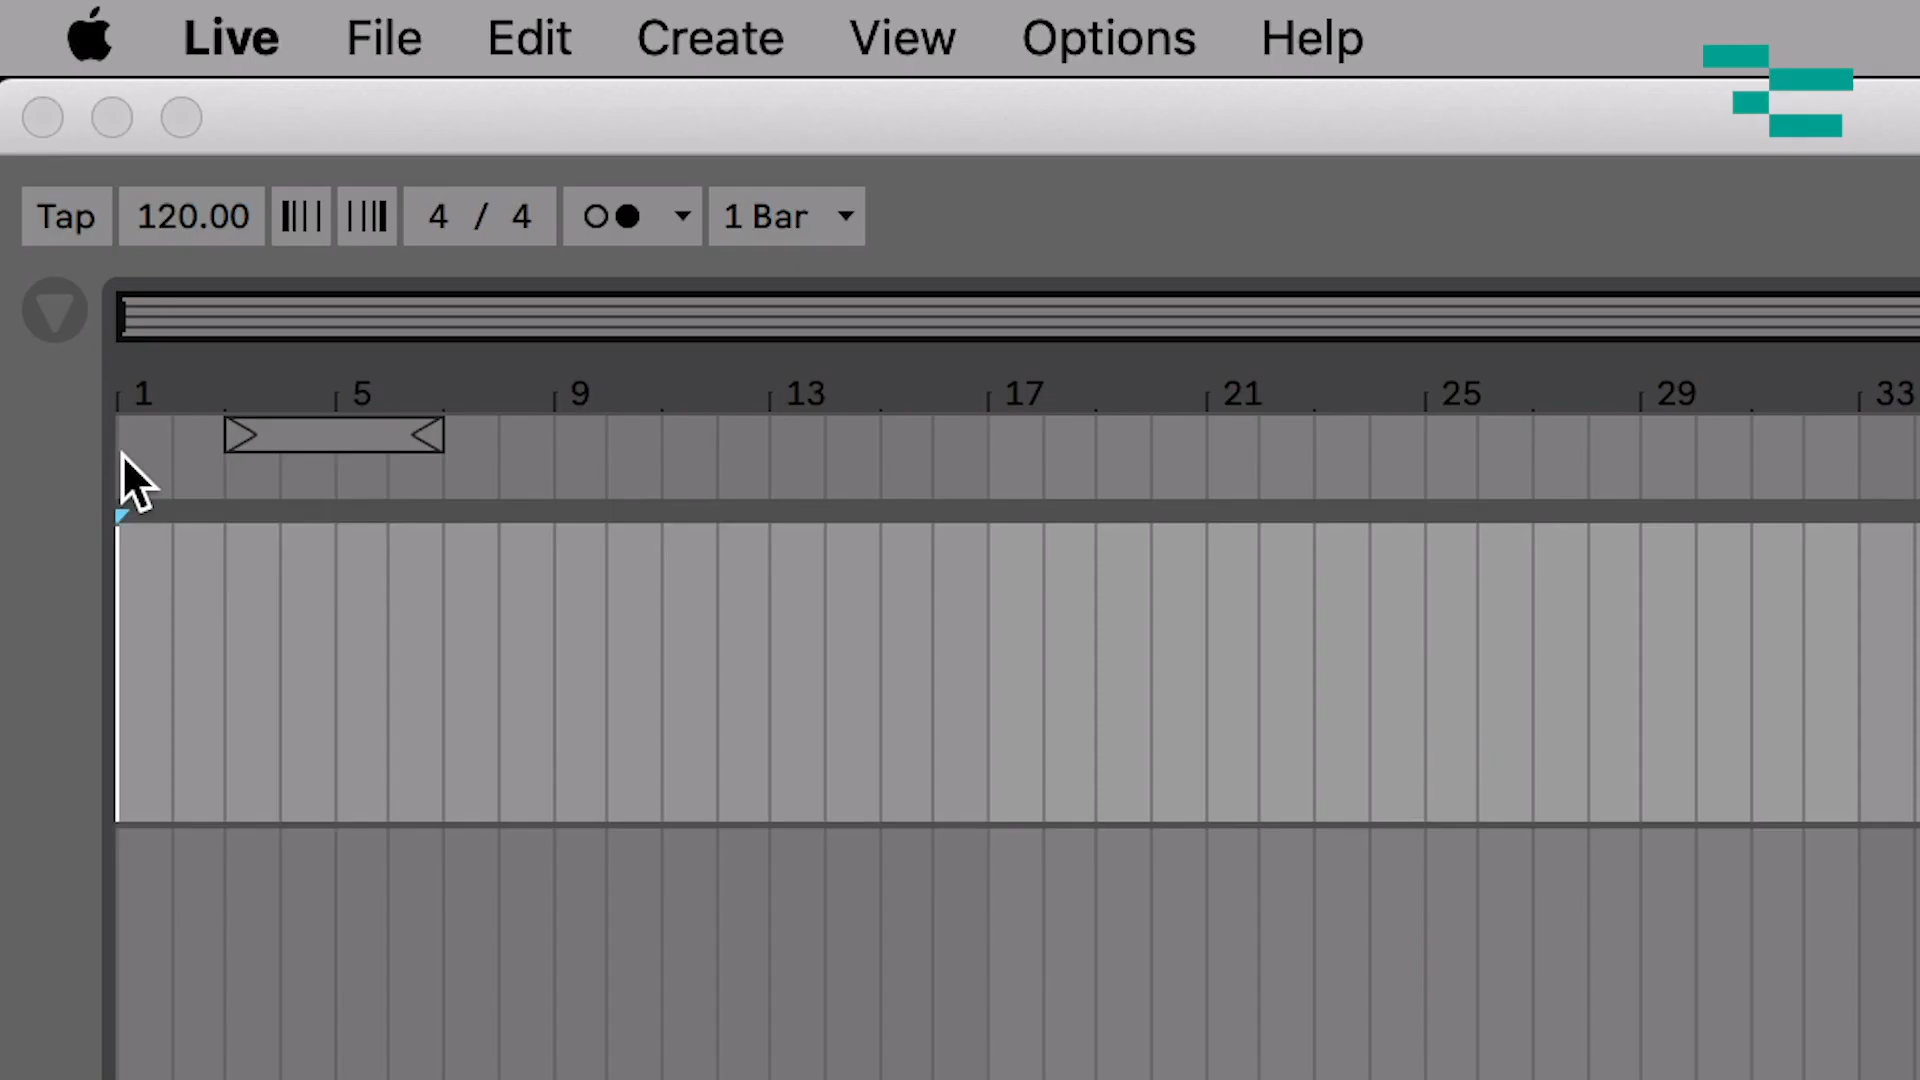 Live File Edit Create View Options Help
Tap 120.00 4 / 4 1 Bar
1 5 9 13 17 21 25 29 33